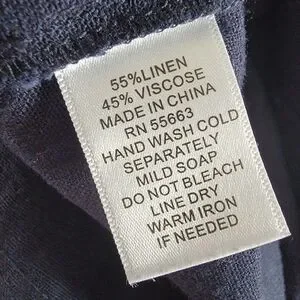 55%LINEN
45% VISCOSE
MADE IN CHINA
RN 55663
HAND WASH COLD
SEPARATELY
MILD SOAP
DO NOT BLEACH
LINE DRY
WARM IRON
IF NEEDED